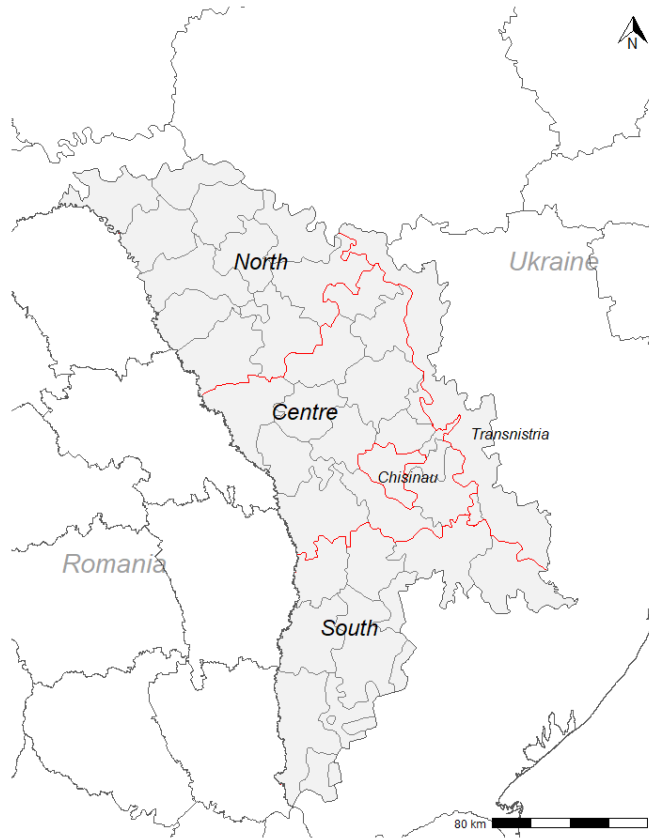 N
North
Ukraine
Centre
Transnistria
Chisinau
Romania
South
80 km